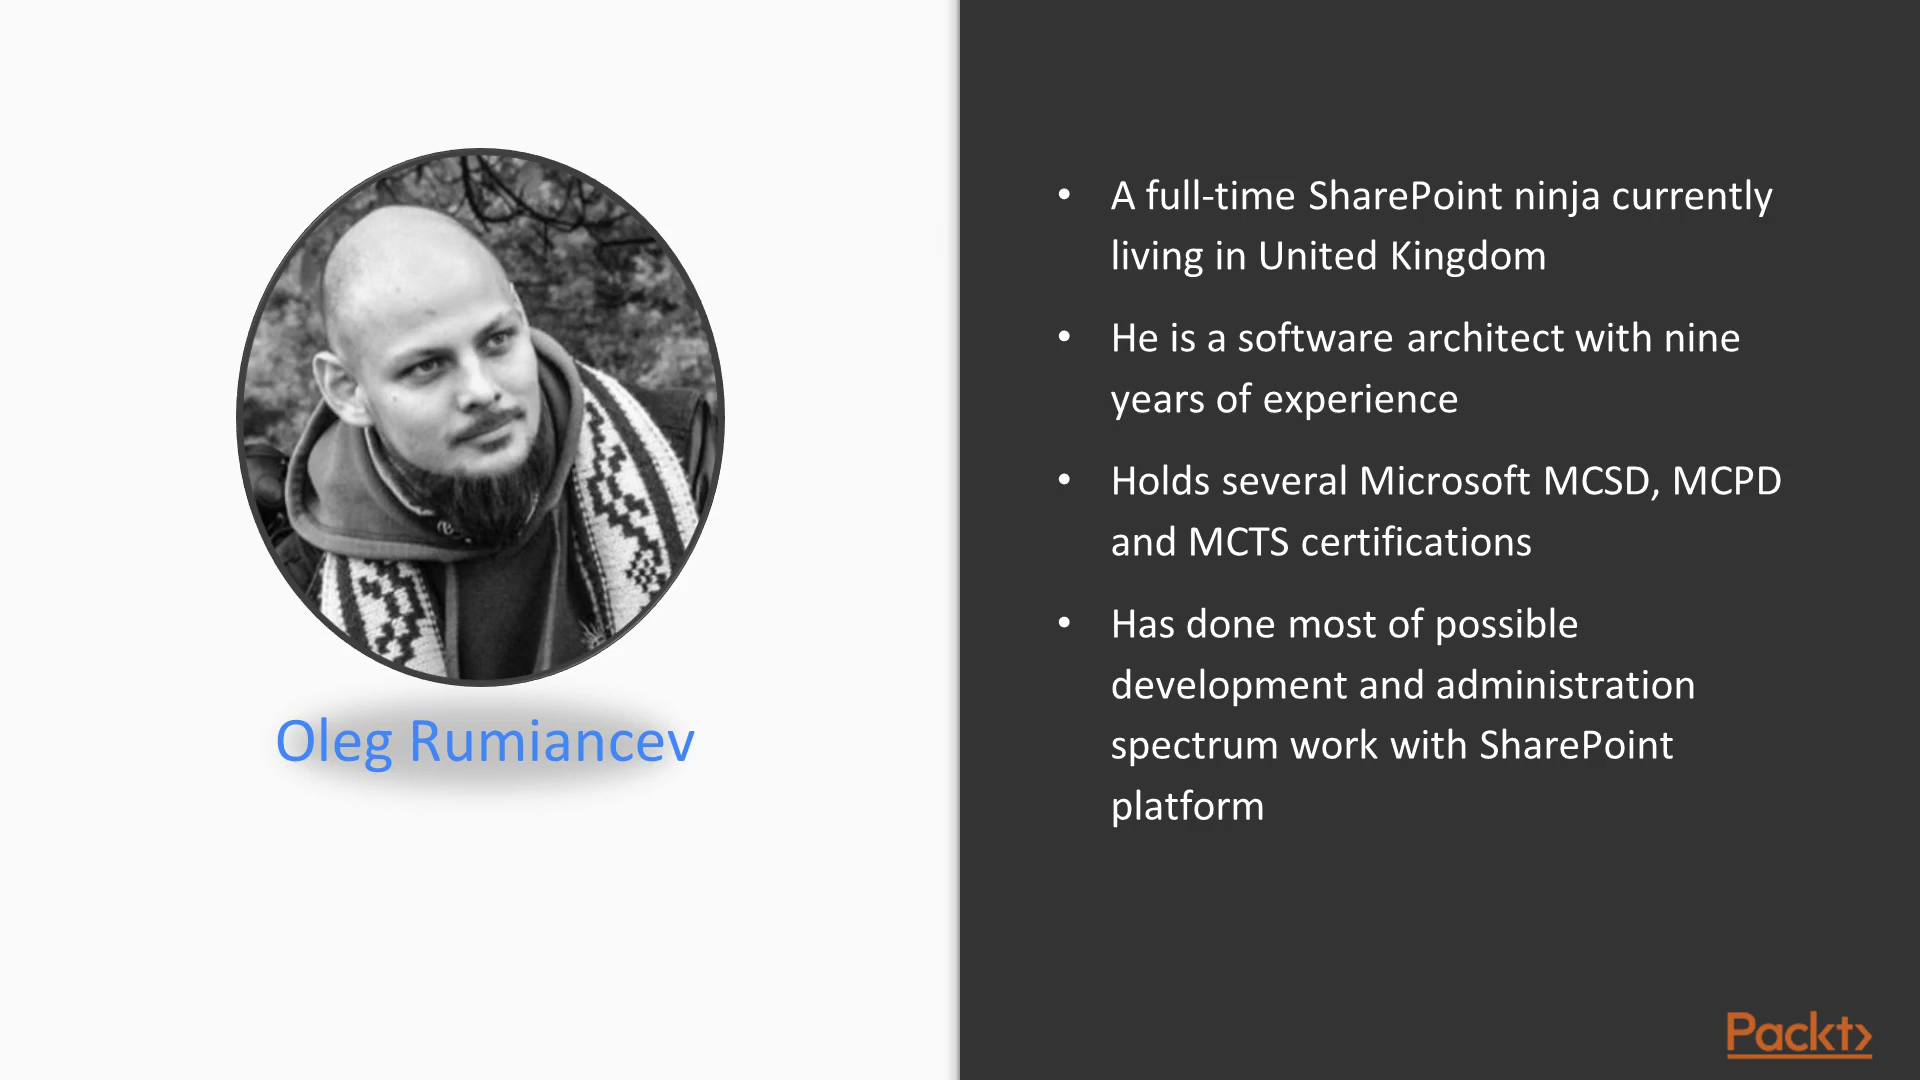 Oleg Rumiancev
• A full-time SharePoint ninja currently
living in United Kingdom
• He is a software architect with nine
years of experience
• Holds several Microsoft MCSD, MCPD
and MCTS certifications
• Has done most of possible
development and administration
spectrum work with SharePoint
platform
Packt>